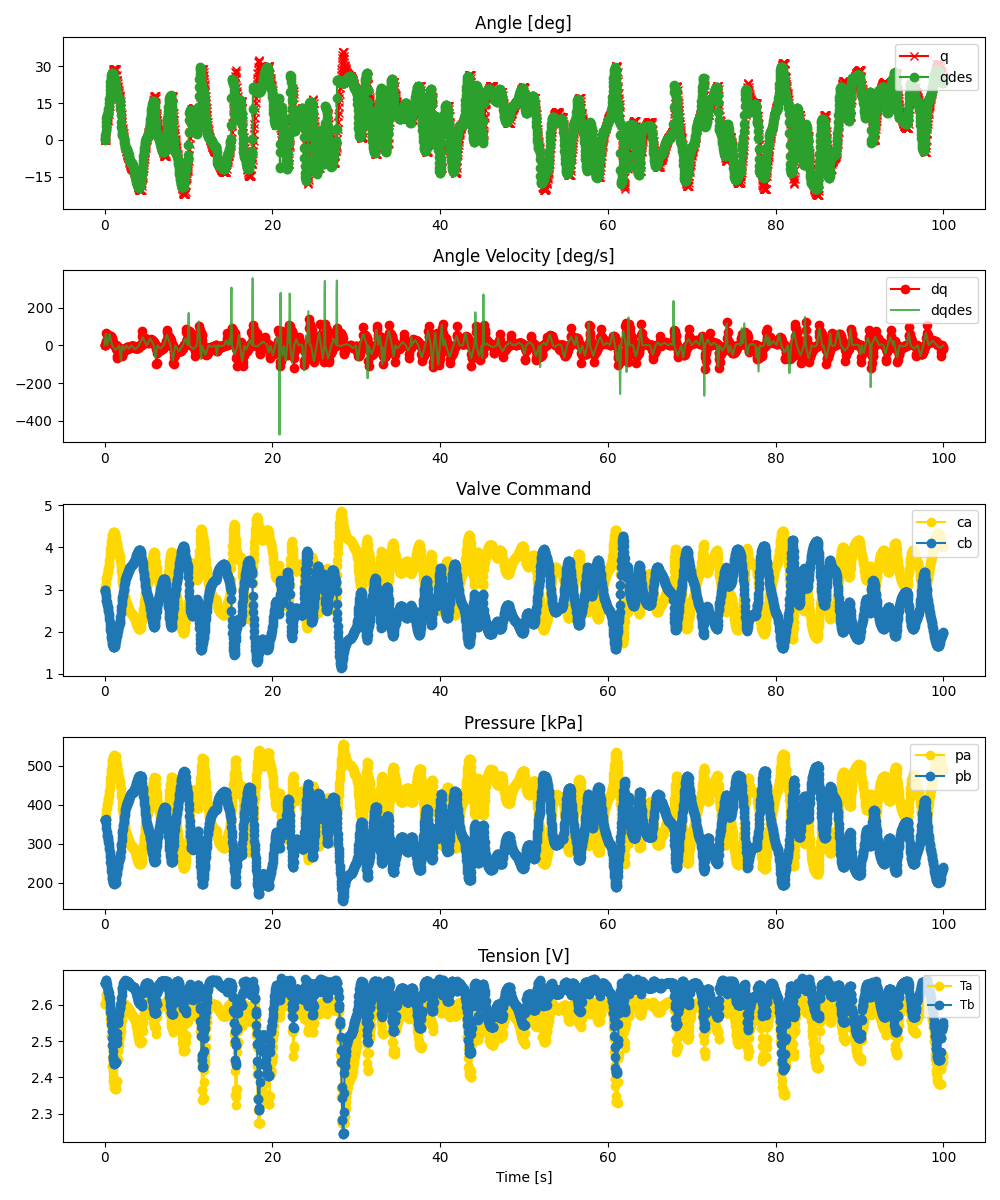 Angle [deg]
30
15
0
−15
q
qdes
0 20 40 60 80 100
Angle Velocity [deg/s]
200
0
−200
−400
dq
dqdes
0 20 40 60 80 100
Valve Command
5
4
3
2
1
ca
cb
0 20 40 60 80 100
Pressure [kPa]
500
400
300
200
pa
pb
0 20 40 60 80 100
Tension [V]
2.6
2.5
2.4
2.3
Ta
Tb
0 20 40 60 80 100
Time [s]